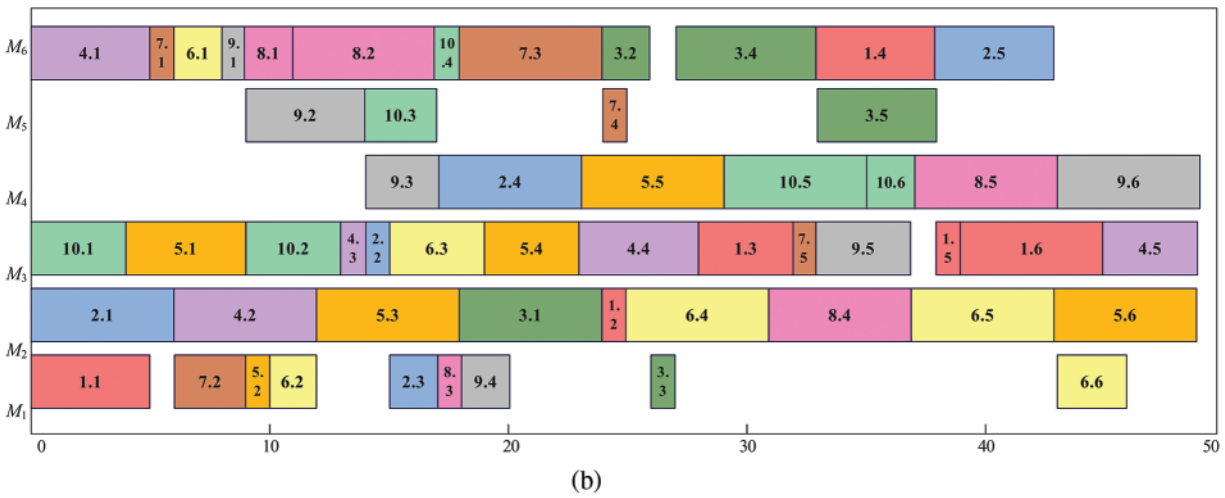 M6 4.1 7.1 6.1 9.1 8.1 8.2 10.4 7.3 3.2 3.4 1.4 2.5
M5 9.2 10.3 7.4 3.5
M4 9.3 2.4 5.5 10.5 10.6 8.5 9.6
M3 10.1 5.1 10.2 4.3 2.2 6.3 5.4 4.4 1.3 7.5 9.5 1.5 1.6 4.5
M2 2.1 4.2 5.3 3.1 1.2 6.4 8.4 6.5 5.6
M1 1.1 7.2 5.2 6.2 2.3 8.3 9.4 3.3 6.6
0 10 20 30 40 50
(b)